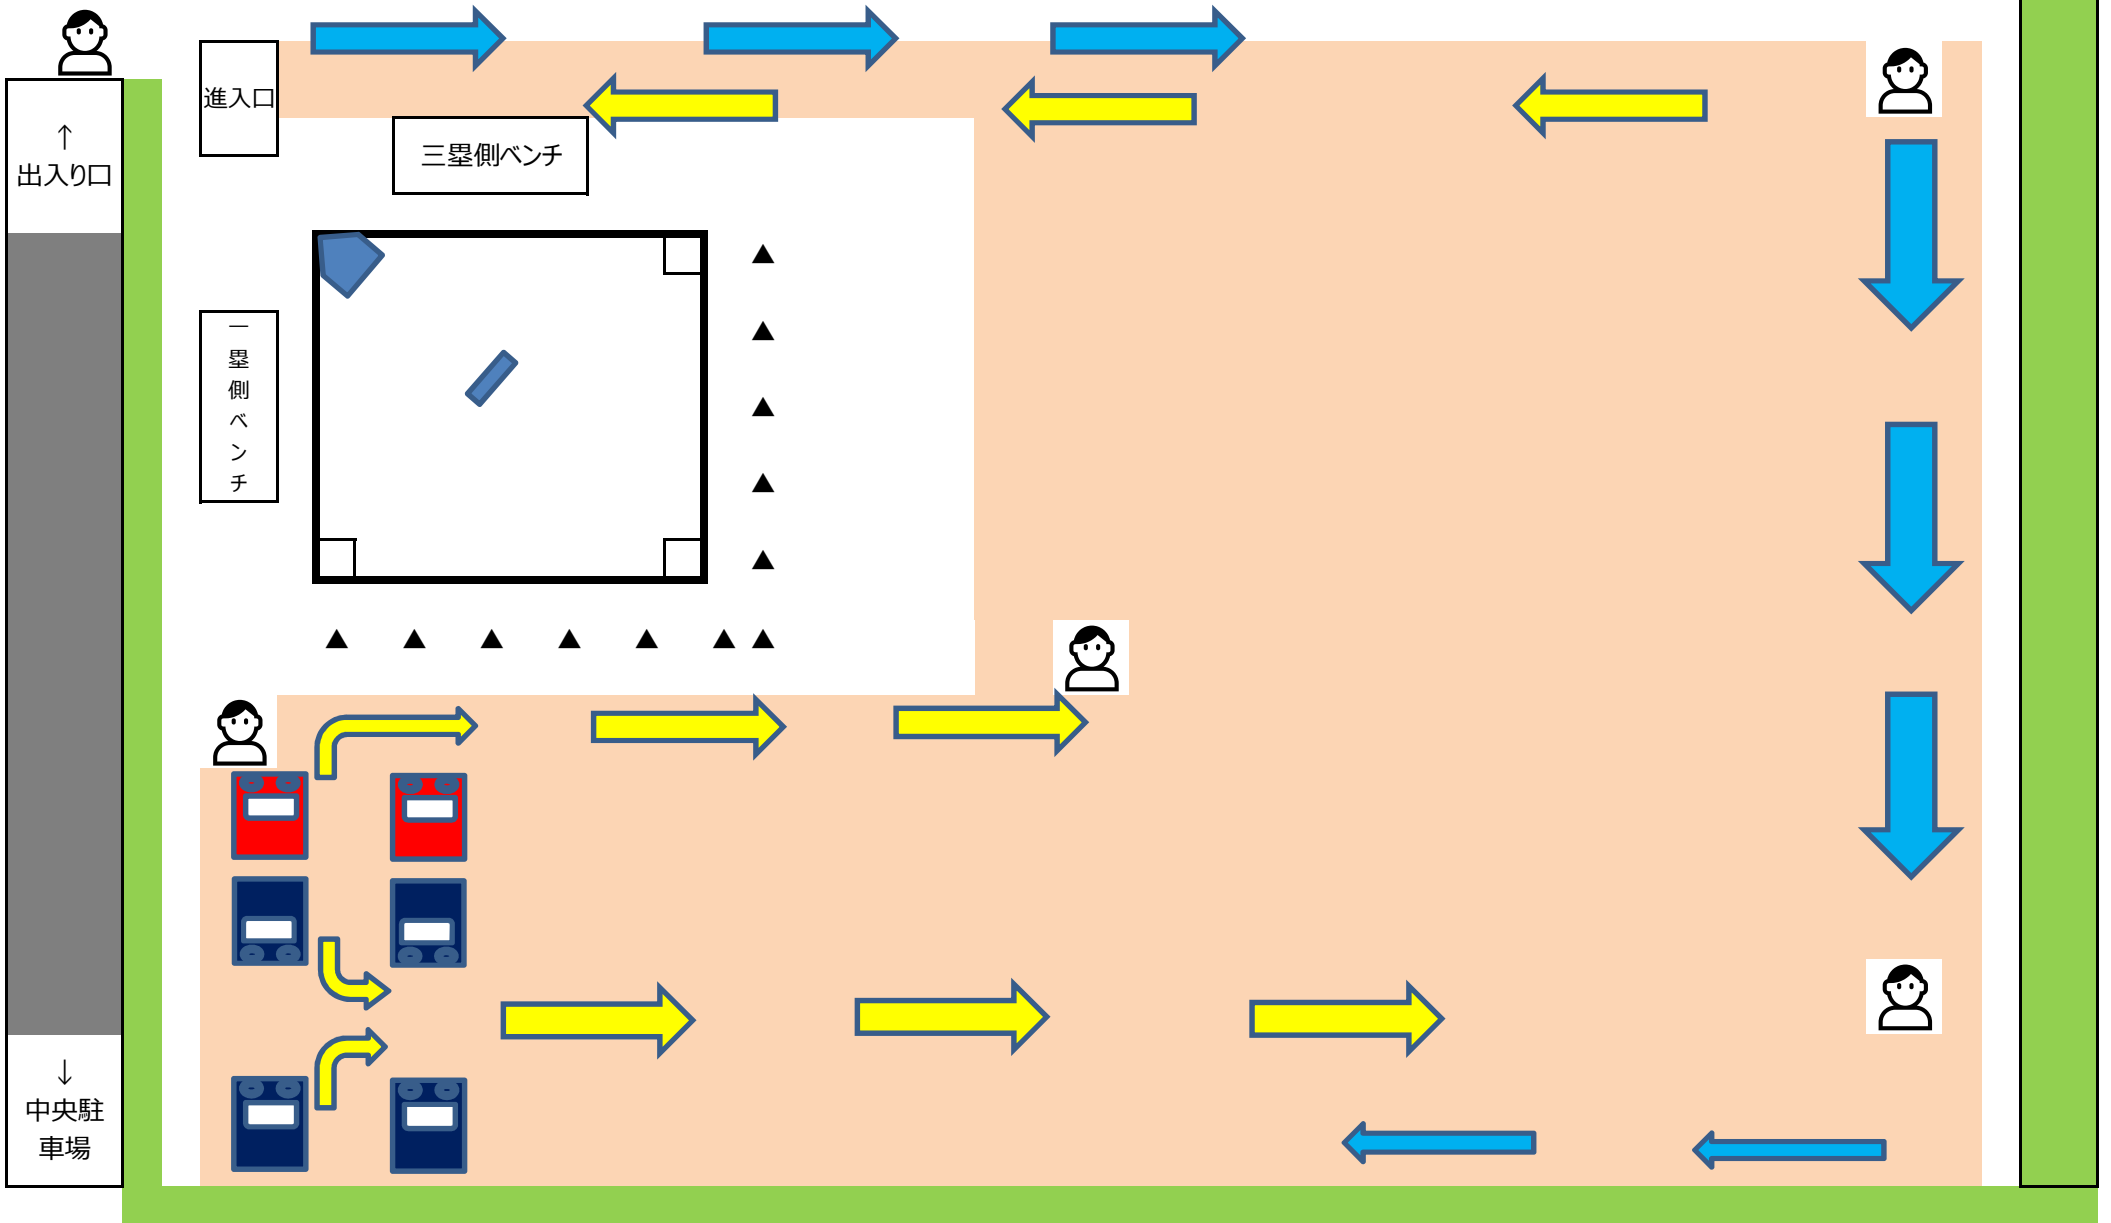 進入口
↑
出入り口
三塁側ベンチ
一塁側ベンチ
↓
中央駐
車場